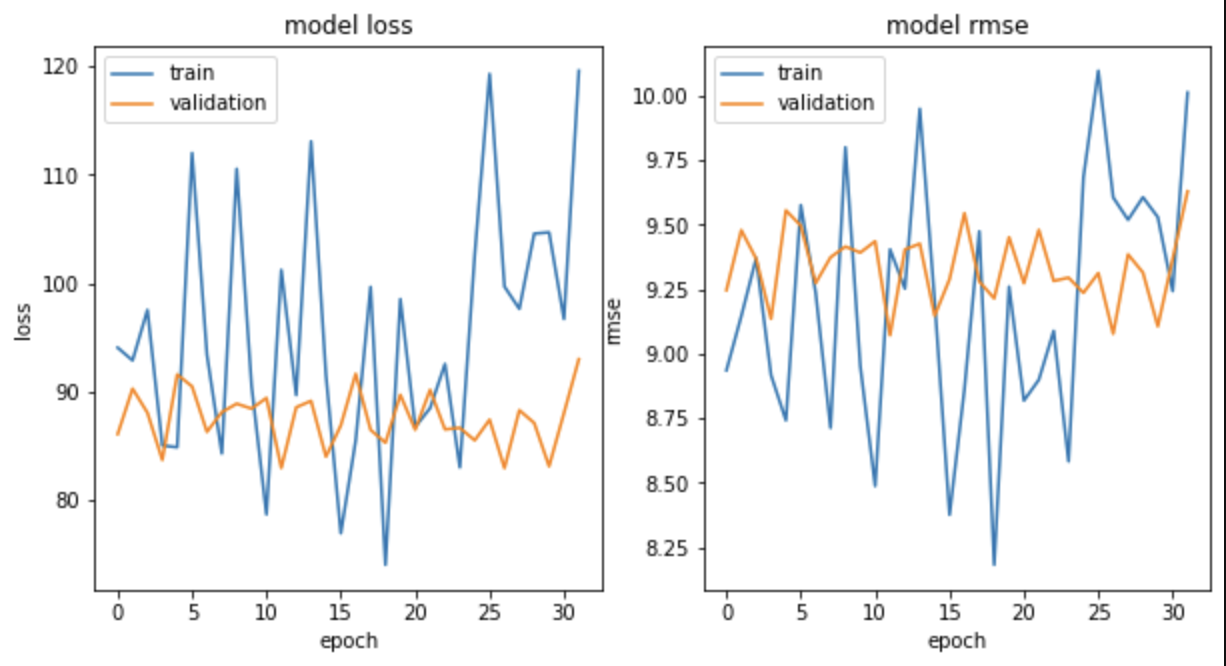 model loss
train
validation
120
110
100
90
80
loss
0 5 10 15 20 25 30
epoch
model rmse
train
validation
10.00
9.75
9.50
9.25
9.00
8.75
8.50
8.25
rmse
0 5 10 15 20 25 30
epoch